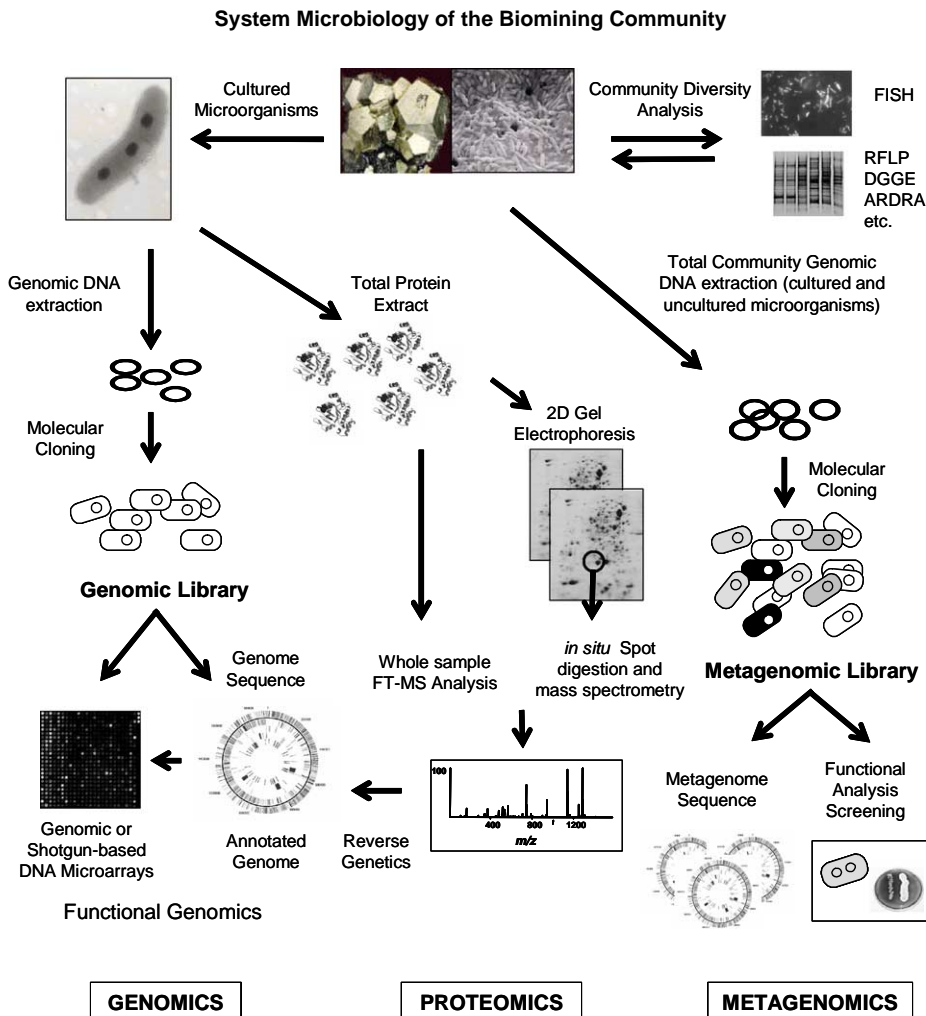 System Microbiology of the Biomining Community
Cultured
Microorganisms
Community Diversity
Analysis
FISH
RFLP
DGGE
ARDRA
etc.
Genomic DNA
extraction
Total Protein
Extract
Total Community Genomic
DNA extraction (cultured and
uncultured microorganisms)
Molecular
Cloning
2D Gel
Electrophoresis
Molecular
Cloning
Genomic Library
Genome
Sequence
Whole sample
FT-MS Analysis
in situ Spot
digestion and
mass spectrometry
Metagenomic Library
100
400 800 1200
m/z
Metagenome
Sequence
Functional
Analysis
Screening
Genomic or
Shotgun-based
DNA Microarrays
Annotated
Genome
Reverse
Genetics
Functional Genomics
GENOMICS
PROTEOMICS
METAGENOMICS